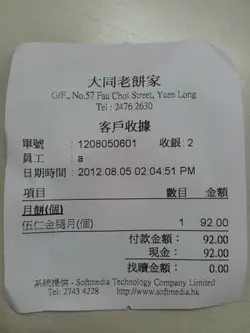 大同老餅家
G/F., No.57 Fau Choi Street, Yuen Long
Tel : 2476 2630
客戶收據
單號 : 1208050601 收銀: 2
員工 : a
日期時間 : 2012.08.05 02:04:51 PM
項目 數目 金額
月餅(個)
伍仁金腿月(個) 1 92.00
付款金額： 92.00
現金： 92.00
找贖金額： 0.00
系統提供 - Softmedia Technology Company Limited
Tel: 2743 4228 http://www.softmedia.hk